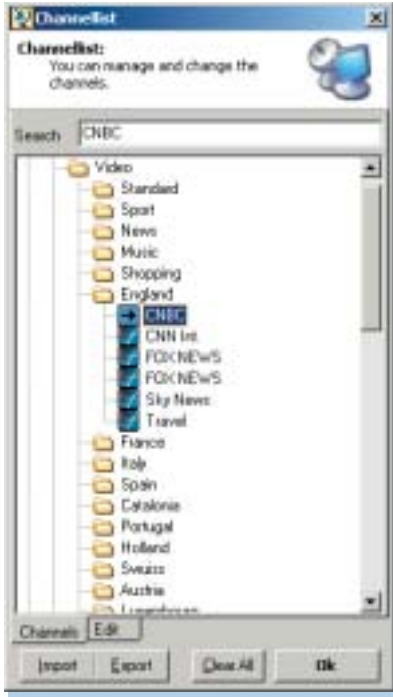 Channellist
Channellist:
You can manage and change the
channels.
Search CNBC
Video
Standard
Sport
News
Music
Shopping
England
CNBC
CNN Int.
FOX NEWS
FOX NEWS
Sky News
Travel
France
Italy
Spain
Catalonia
Portugal
Holland
Swuiss
Austria
Luxembourg
Channels Edit
Import Export Clear All Ok